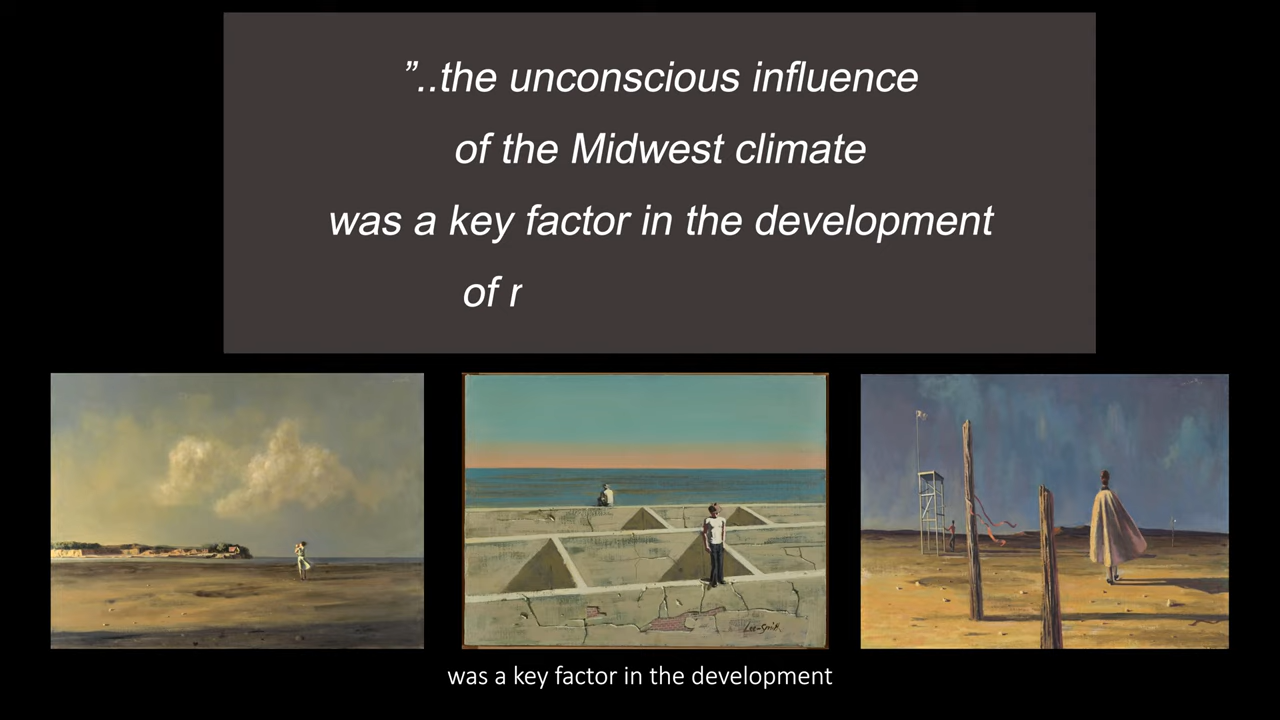 ”..the unconscious influence
of the Midwest climate
was a key factor in the development
of r
Lee-Smith
was a key factor in the development